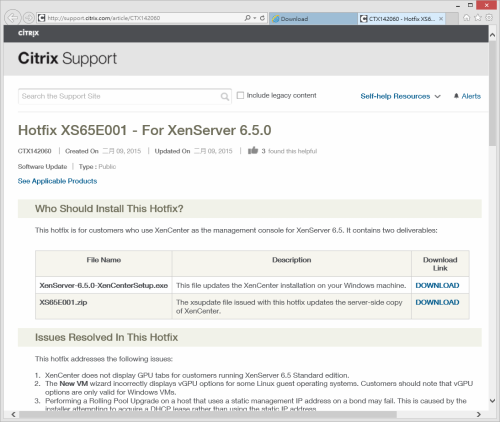 http://support.citrix.com/article/CTX142060
Download
CTX142060 - Hotfix XS6...
citrix
Citrix Support
Search the Support Site
Include legacy content
Self-help Resources
Alerts
Hotfix XS65E001 - For XenServer 6.5.0
CTX142060 | Created On 二月 09, 2015 | Updated On 二月 09, 2015 | 3 found this helpful
Software Update | Type : Public
See Applicable Products
Who Should Install This Hotfix?
This hotfix is for customers who use XenCenter as the management console for XenServer 6.5. It contains two deliverables:
File Name Description Download
Link
XenServer-6.5.0-XenCenterSetup.exe This file updates the XenCenter installation on your Windows machine. DOWNLOAD
XS65E001.zip The xsupdate file issued with this hotfix updates the server-side copy DOWNLOAD
of XenCenter.
Issues Resolved In This Hotfix
This hotfix addresses the following issues:
1. XenCenter does not display GPU tabs for customers running XenServer 6.5 Standard edition.
2. The New VM wizard incorrectly displays vGPU options for some Linux guest operating systems. Customers should note that vGPU
options are only valid for Windows VMs.
3. Performing a Rolling Pool Upgrade on a host that uses a static management IP address on a bond may fail. This is caused by the
installer attempting to acquire a DHCP lease rather than using the static IP address.